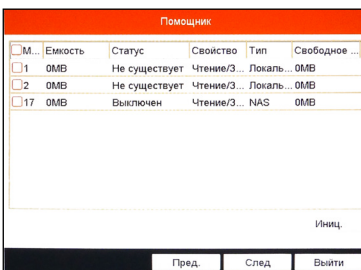 Помощник
М... Емкость Статус Свойство Тип Свободное ...
1 0MB Не существует Чтение/З... Локаль... 0MB
2 0MB Не существует Чтение/З... Локаль... 0MB
17 0MB Выключен Чтение/З... NAS 0MB
Иниц.
Пред. След Выйти